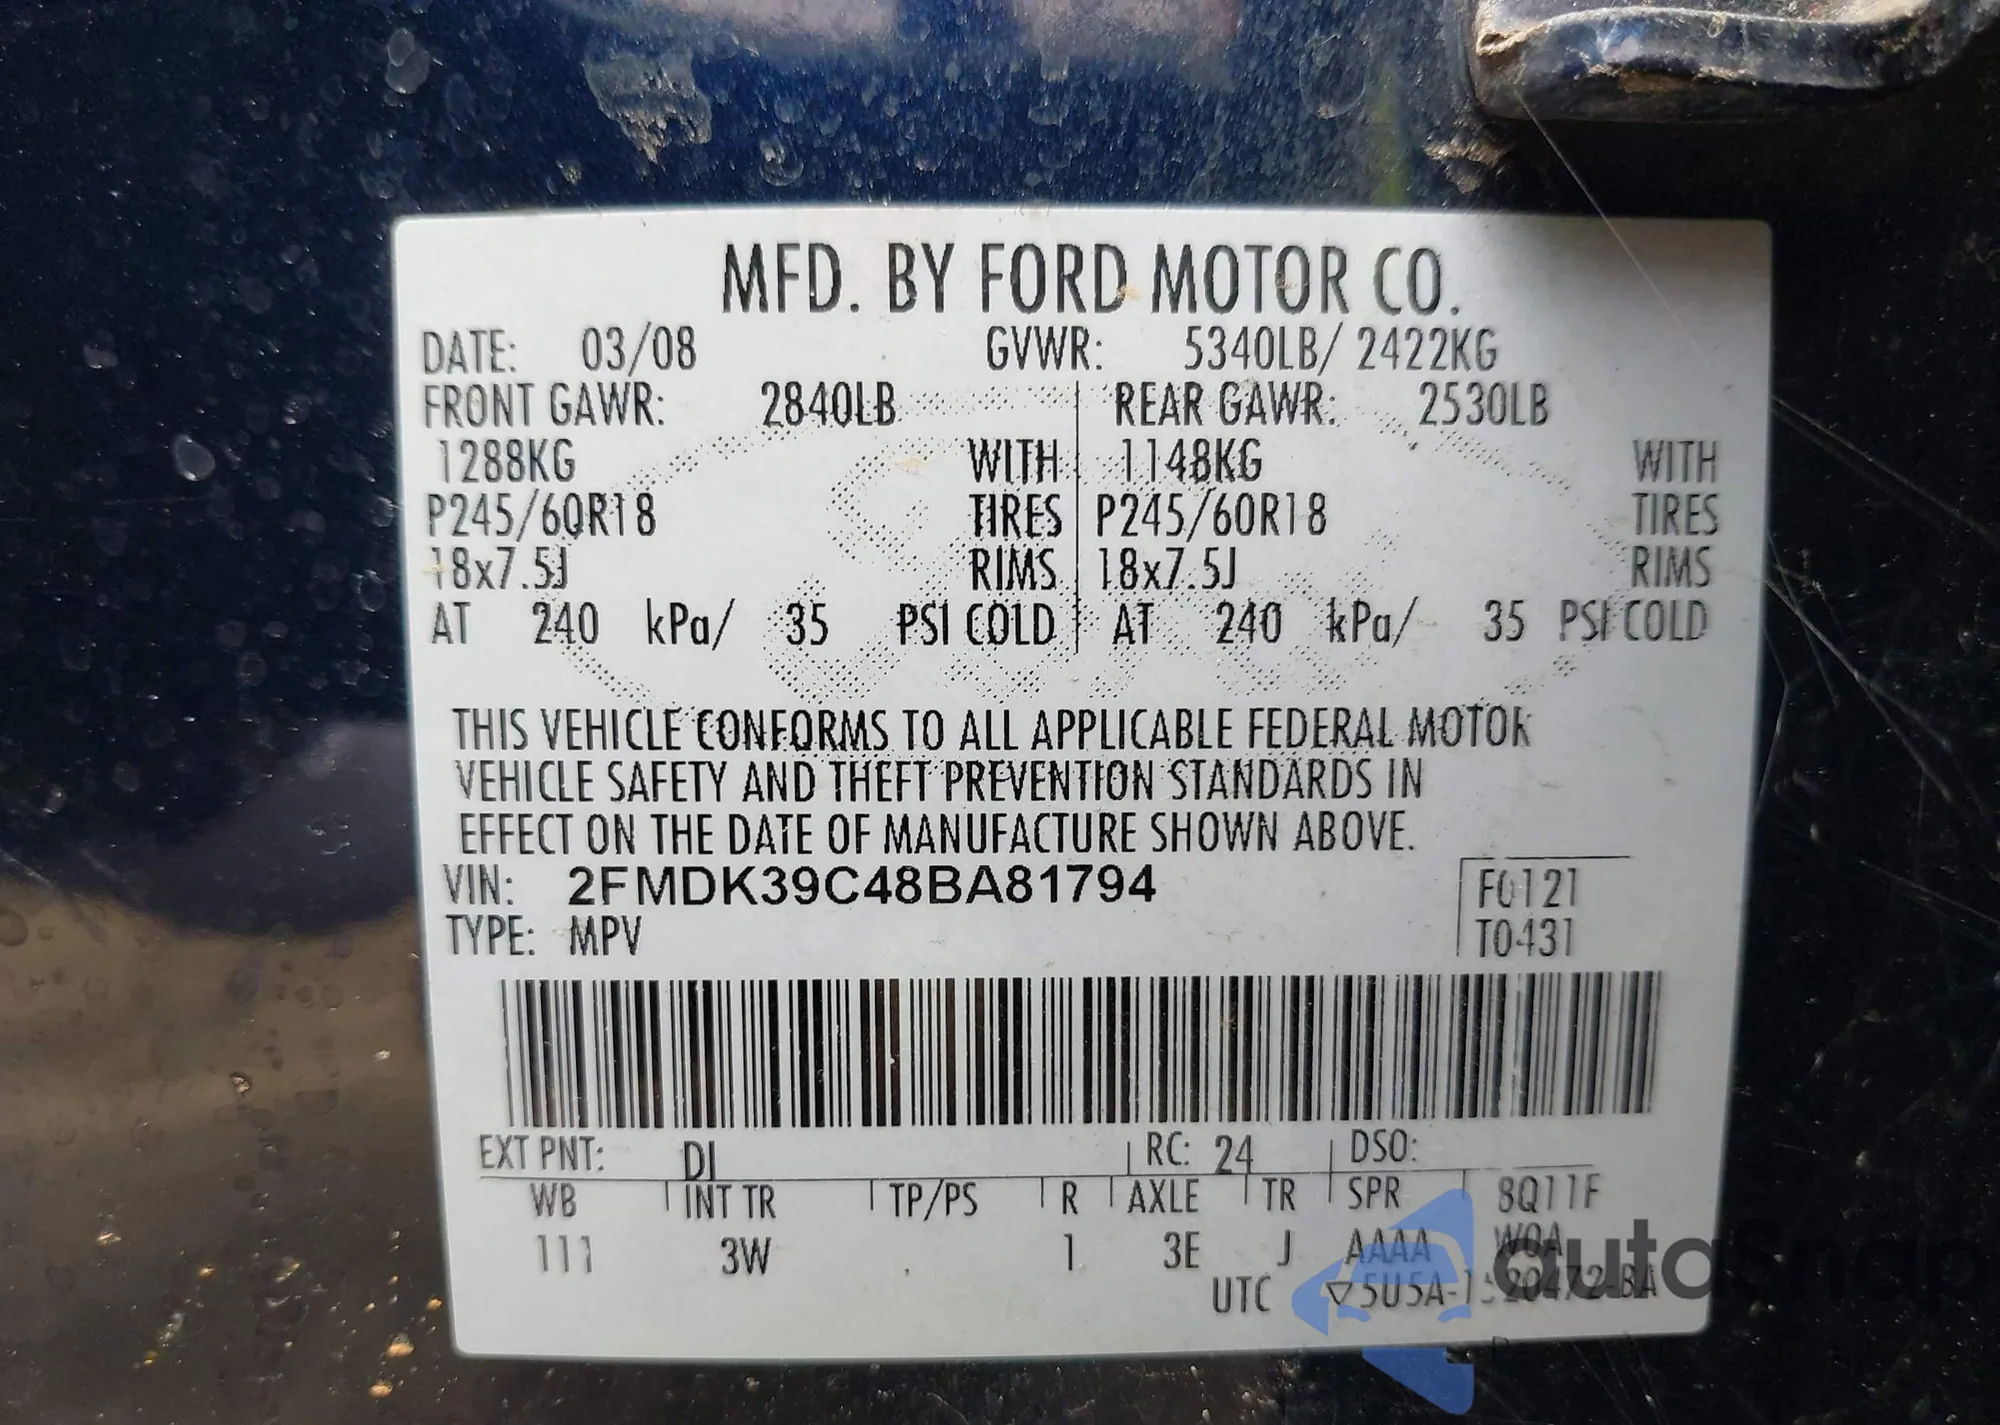 MFD. BY FORD MOTOR CO.
DATE: 03/08 GVWR: 5340LB/ 2422KG
FRONT GAWR: 2840LB REAR GAWR: 2530LB
1288KG WITH 1148KG WITH
P245/60R18 TIRES P245/60R18 TIRES
18x7.5J RIMS 18x7.5J RIMS
AT 240 kPa/ 35 PSI COLD AT 240 kPa/ 35 PSI COLD
THIS VEHICLE CONFORMS TO ALL APPLICABLE FEDERAL MOTOR
VEHICLE SAFETY AND THEFT PREVENTION STANDARDS IN
EFFECT ON THE DATE OF MANUFACTURE SHOWN ABOVE.
VIN: 2FMDK39C48BA81794 F0121
TYPE: MPV T0431
EXT PNT: DJ RC: 24 DSO:
WB INT TR TP/PS R AXLE TR SPR 8Q11F
111 3W . 1 3E J AAAA WQA
UTC ▽5U5A-1520472-BA
autosnap